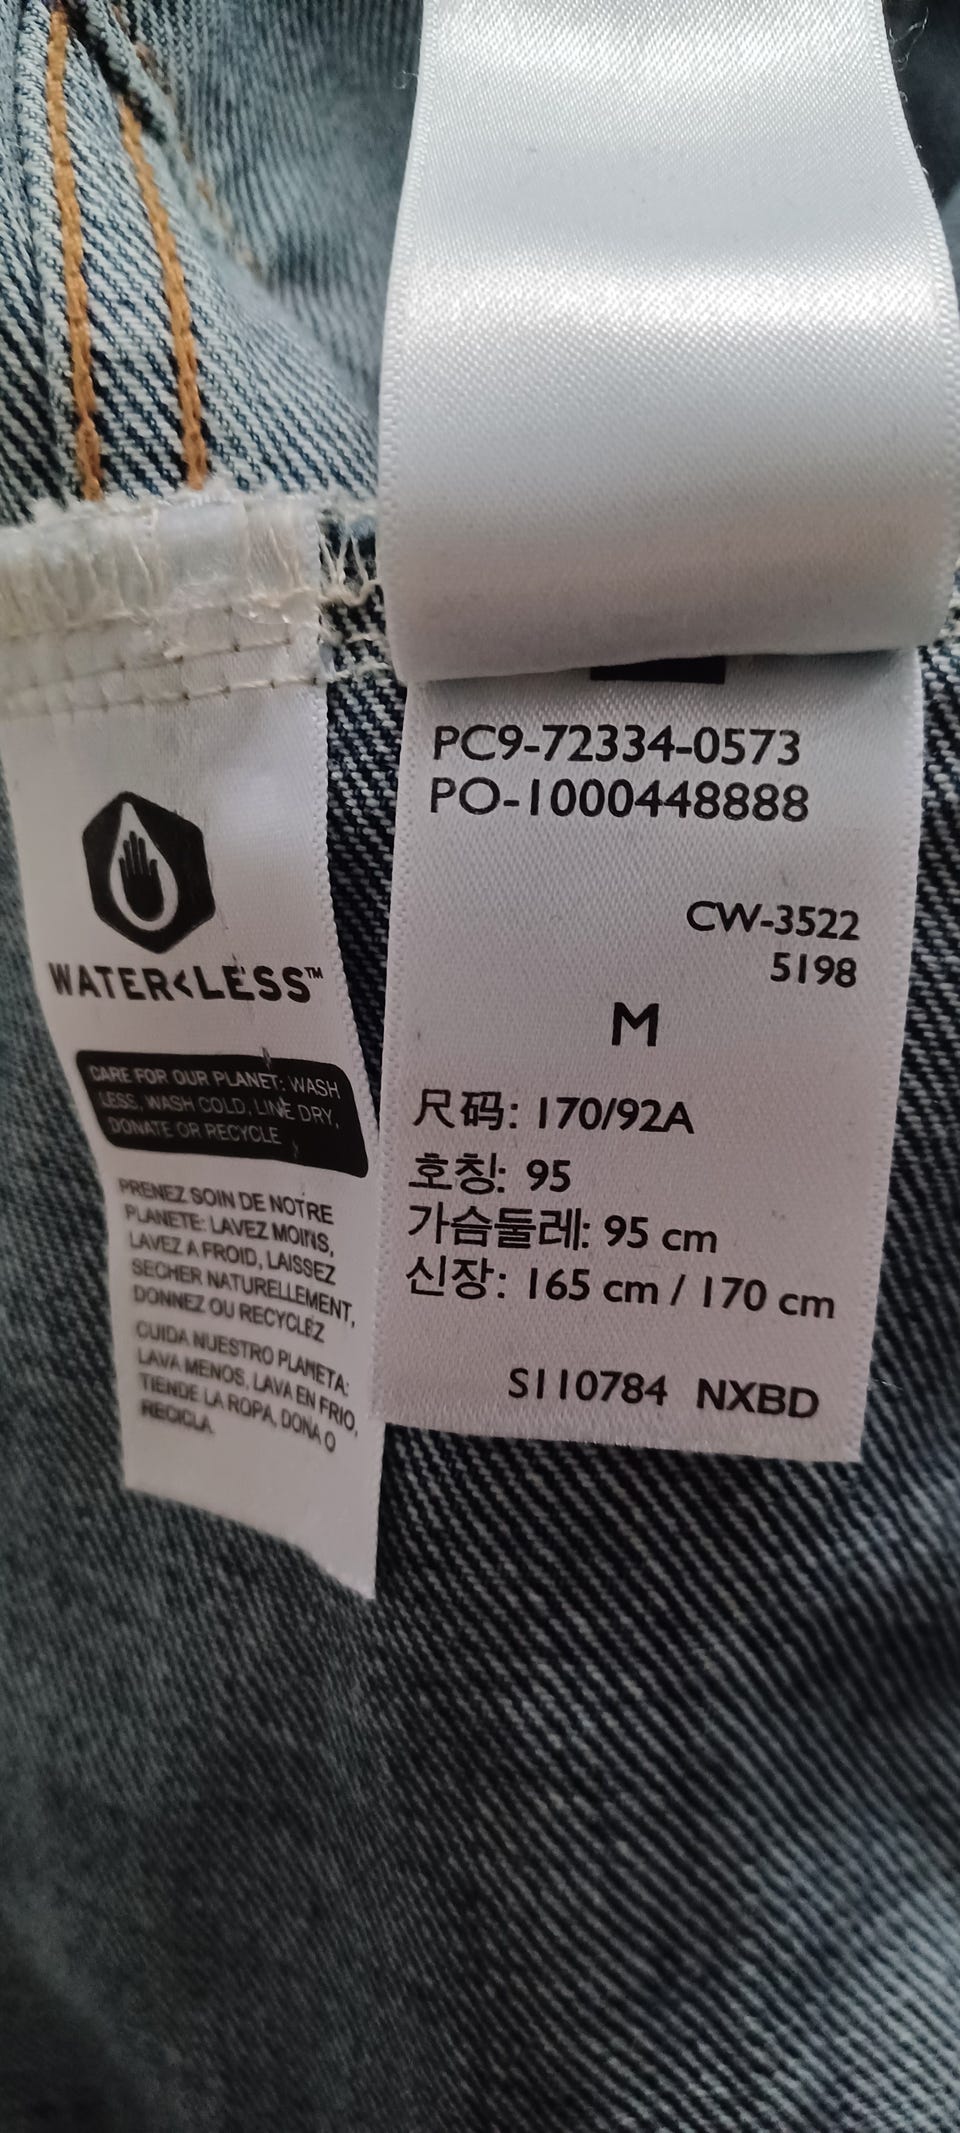 WATER<LESS™
CARE FOR OUR PLANET: WASH
LESS, WASH COLD, LINE DRY,
DONATE OR RECYCLE
PRENEZ SOIN DE NOTRE
PLANETE: LAVEZ MOINS,
LAVEZ A FROID, LAISSEZ
SECHER NATURELLEMENT,
DONNEZ OU RECYCLEZ
CUIDA NUESTRO PLANETA:
LAVA MENOS, LAVA EN FRIO,
TIENDE LA ROPA, DONA O
RECICLA.
PC9-72334-0573
PO-1000448888
CW-3522
5198
M
尺码: 170/92A
호칭: 95
가슴둘레: 95 cm
신장: 165 cm / 170 cm
S110784 NXBD